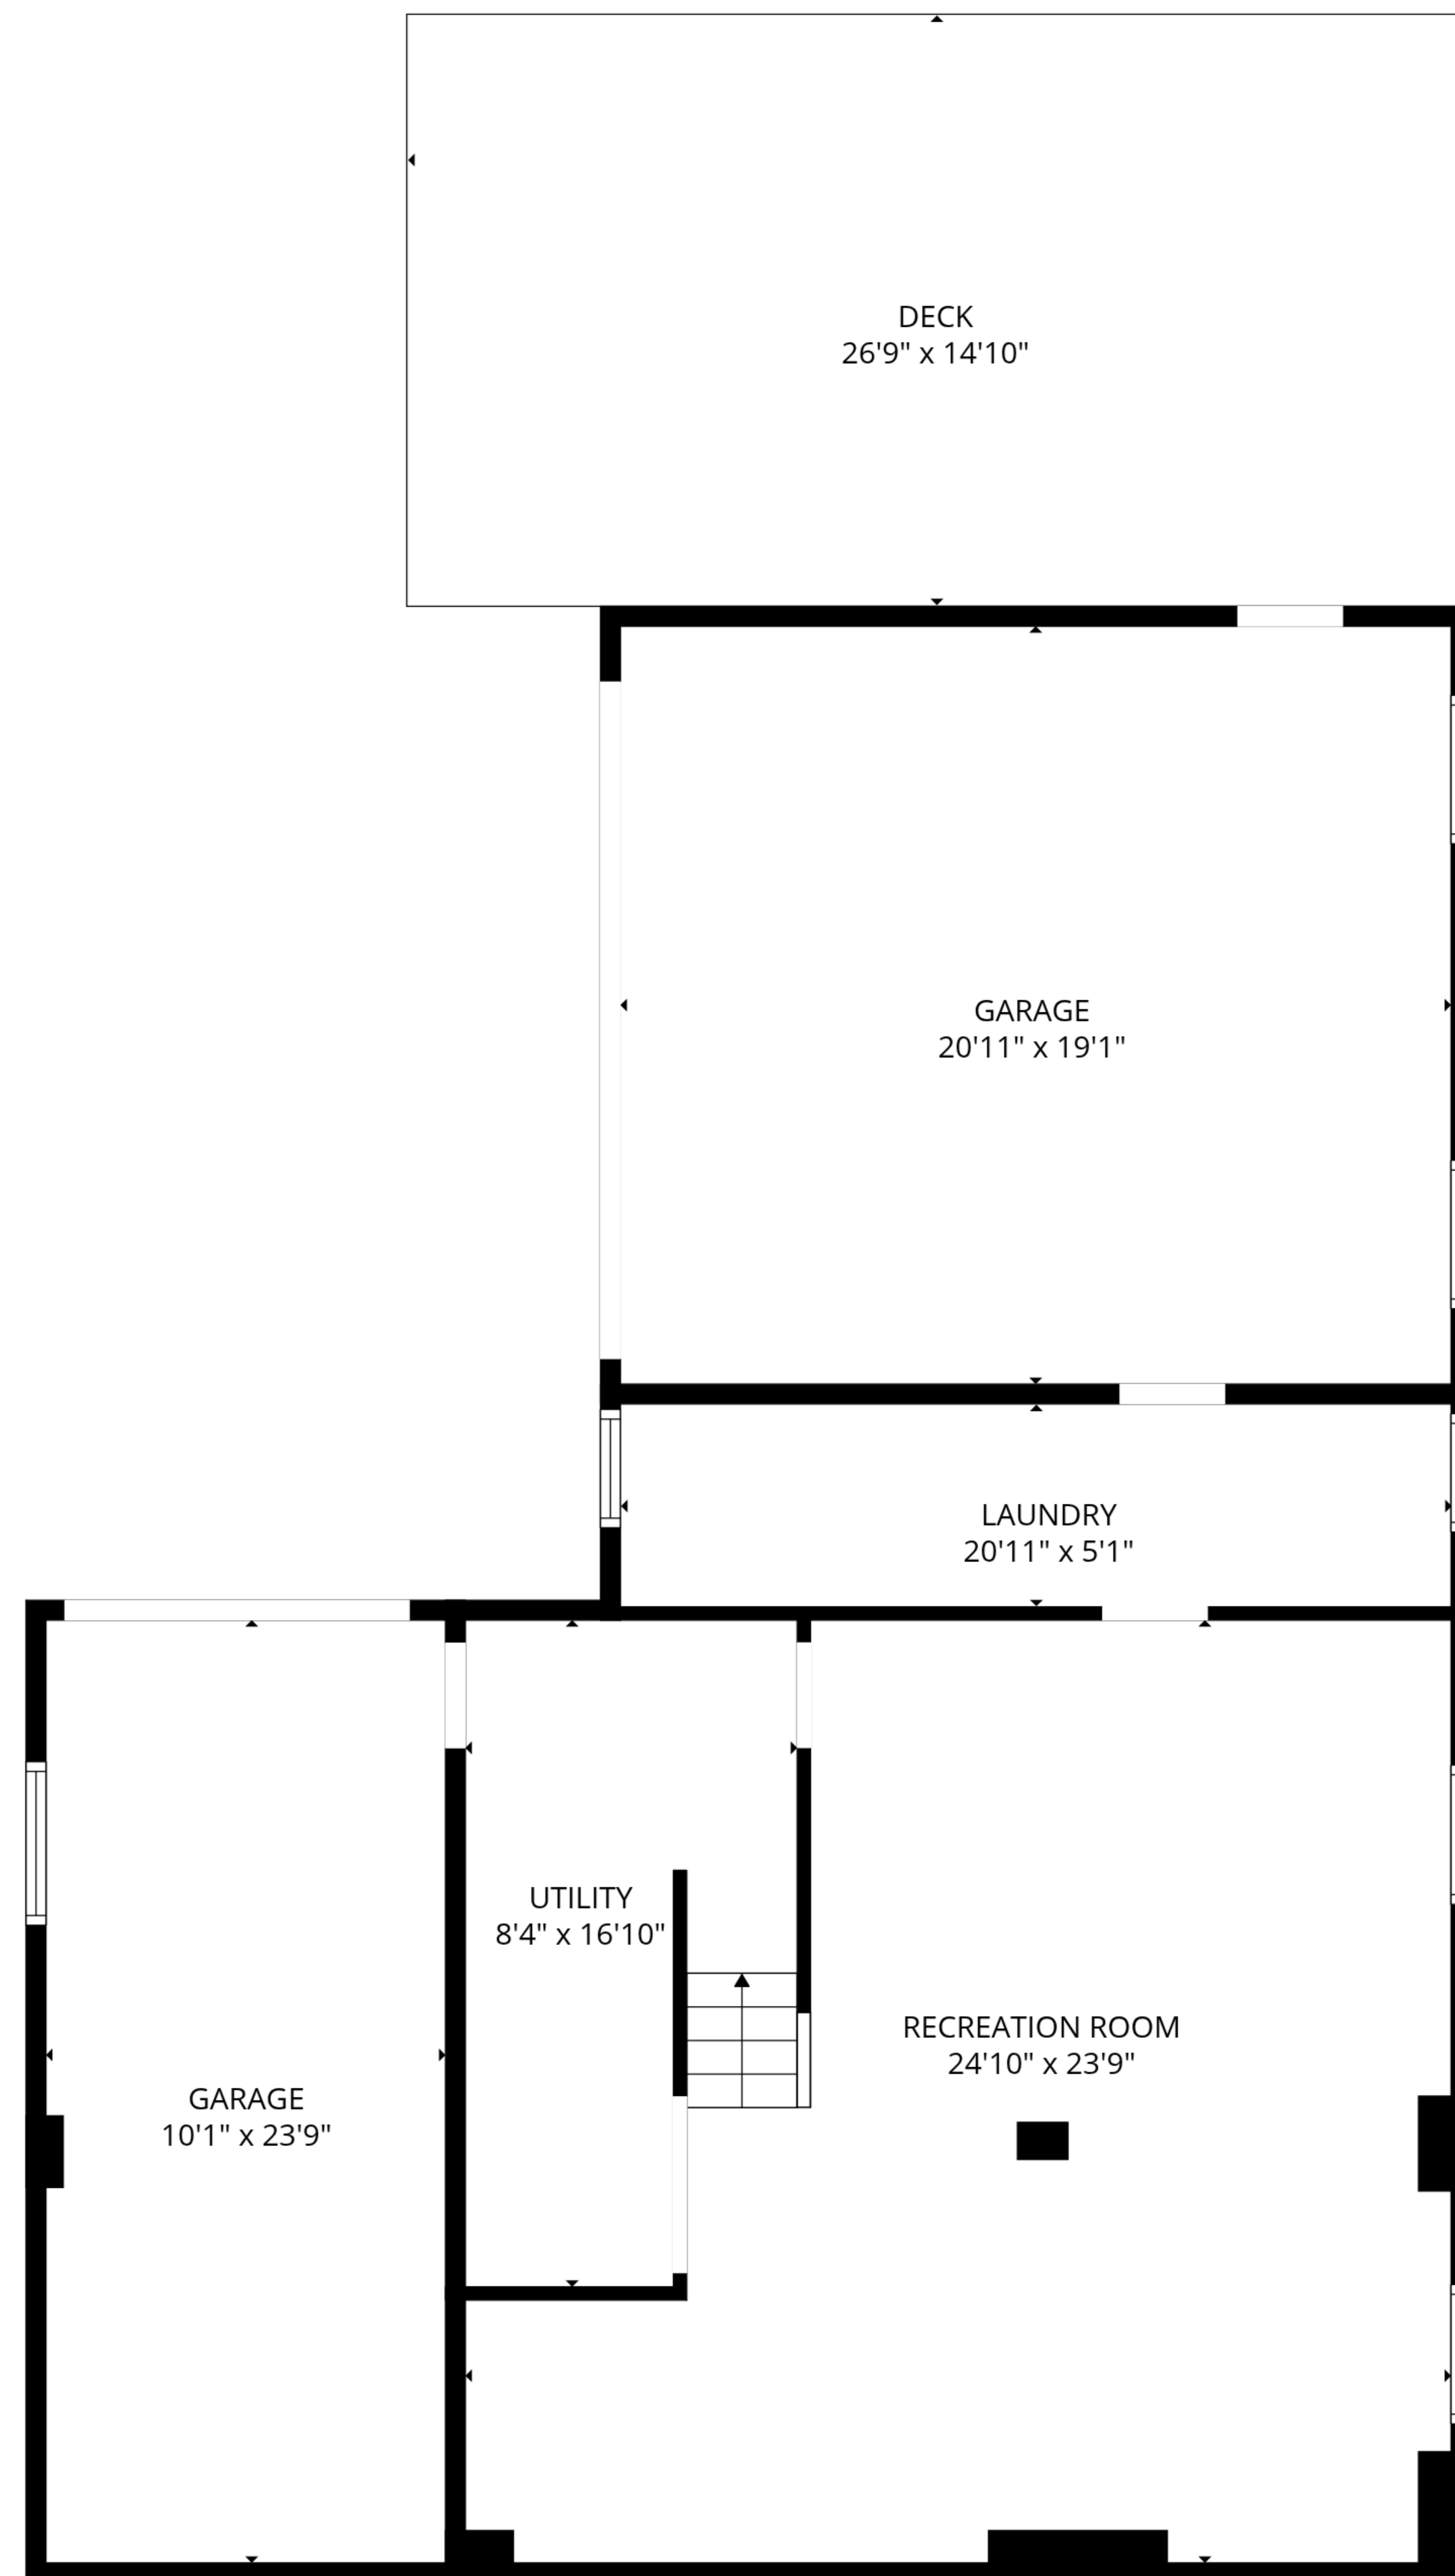 DECK
26'9" x 14'10"
GARAGE
20'11" x 19'1"
LAUNDRY
20'11" x 5'1"
UTILITY
8'4" x 16'10"
RECREATION ROOM
24'10" x 23'9"
GARAGE
10'1" x 23'9"